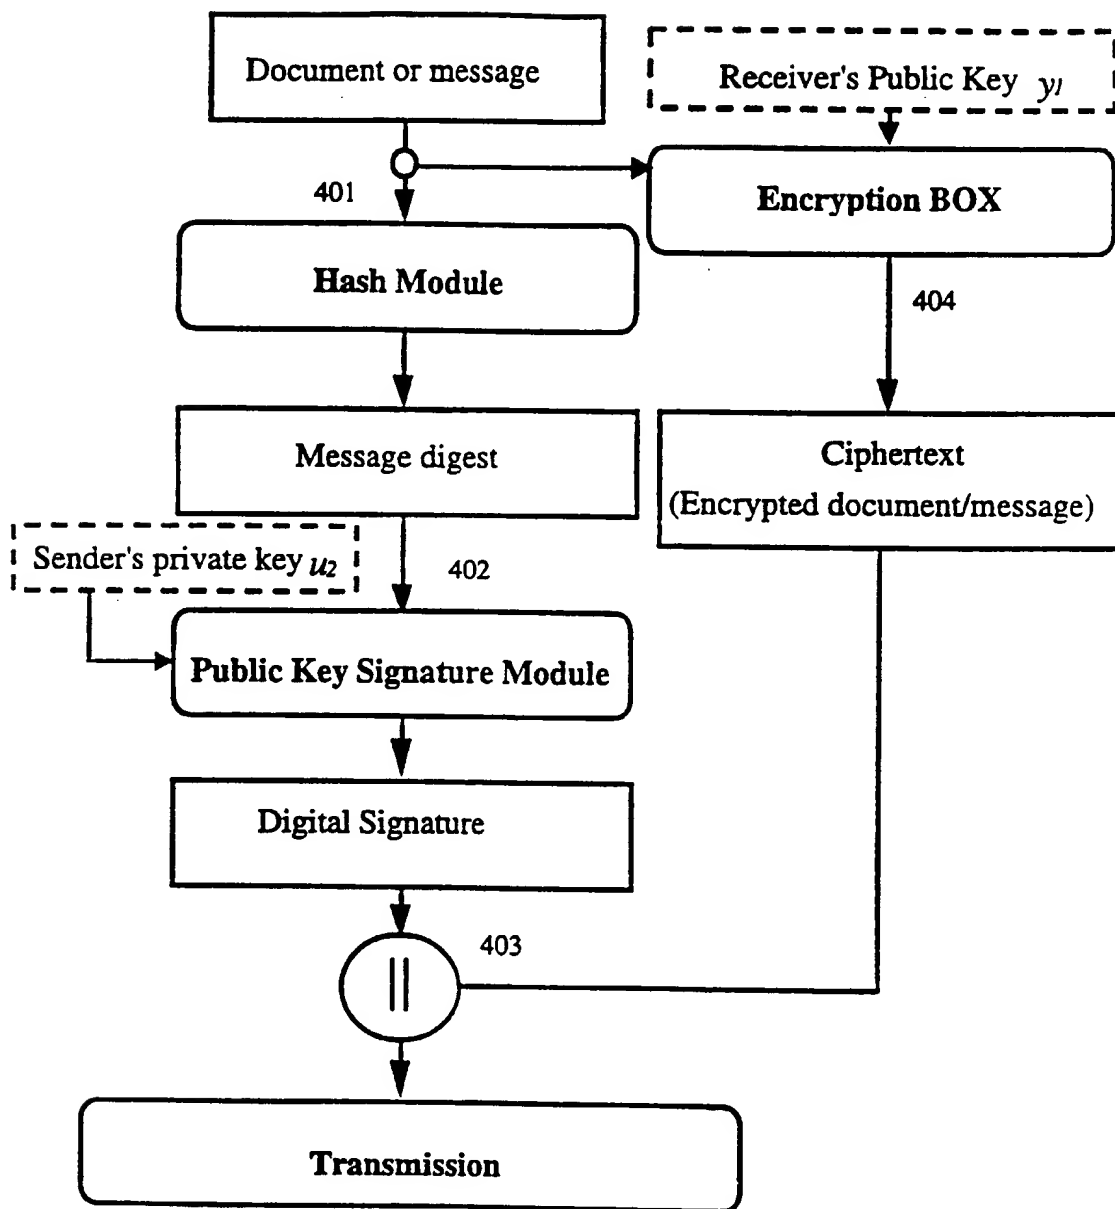 Document or message
Receiver's Public Key y1
401
Encryption BOX
Hash Module
404
Message digest
Ciphertext
(Encrypted document/message)
Sender's private key u2
402
Public Key Signature Module
Digital Signature
403
||
Transmission